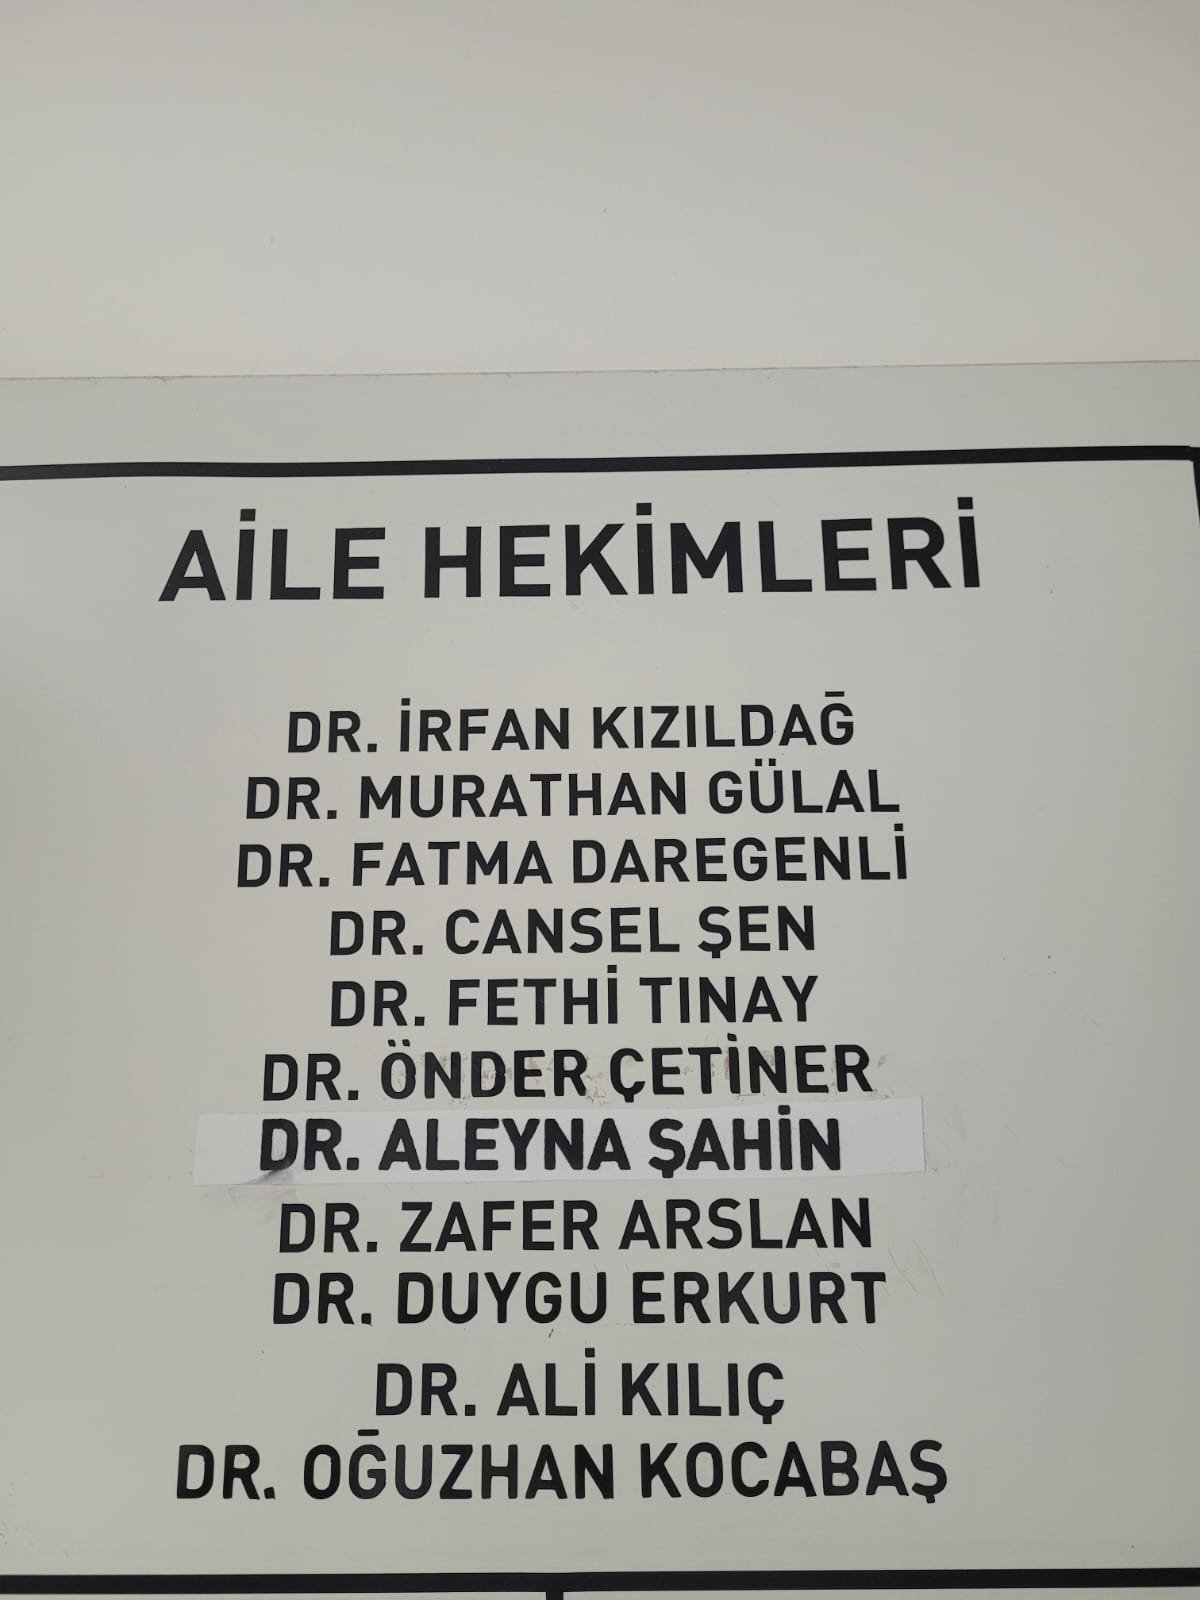 AİLE HEKİMLERİ
DR. İRFAN KIZILDAĞ
DR. MURATHAN GÜLAL
DR. FATMA DAREGENLİ
DR. CANSEL ŞEN
DR. FETHİ TINAY
DR. ÖNDER ÇETİNER
DR. ALEYNA ŞAHİN
DR. ZAFER ARSLAN
DR. DUYGU ERKURT
DR. ALİ KILIÇ
DR. OĞUZHAN KOCABAŞ